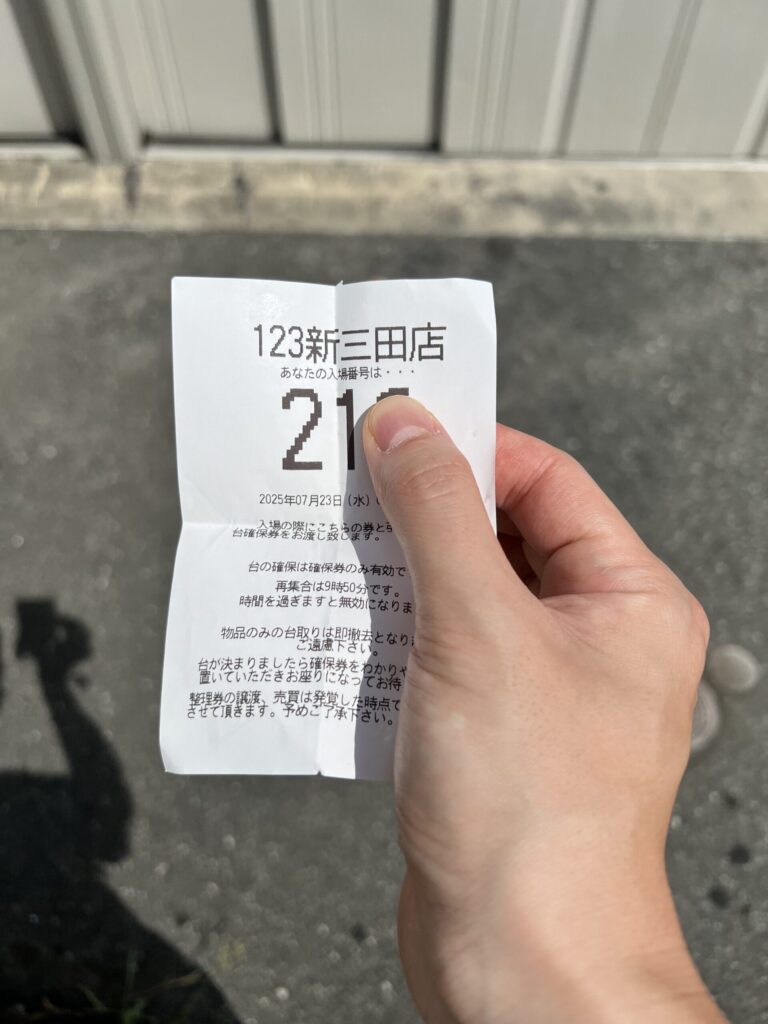 123新三田店
あなたの入場番号は・・・
21
2025年07月23日(水)
入場の際にこちらの券と
台確保券をお渡し致します。
台の確保は確保券のみ有効で
再集合は9時50分です。
時間を過ぎますと無効になりま
物品のみの台取りは即撤去となりま
ご遠慮下さい。
台が決まりましたら確保券をわかりや
置いていただきお座りになってお待
整理券の譲渡、売買は発覚した時点で
させて頂きます。予めご了承下さい。